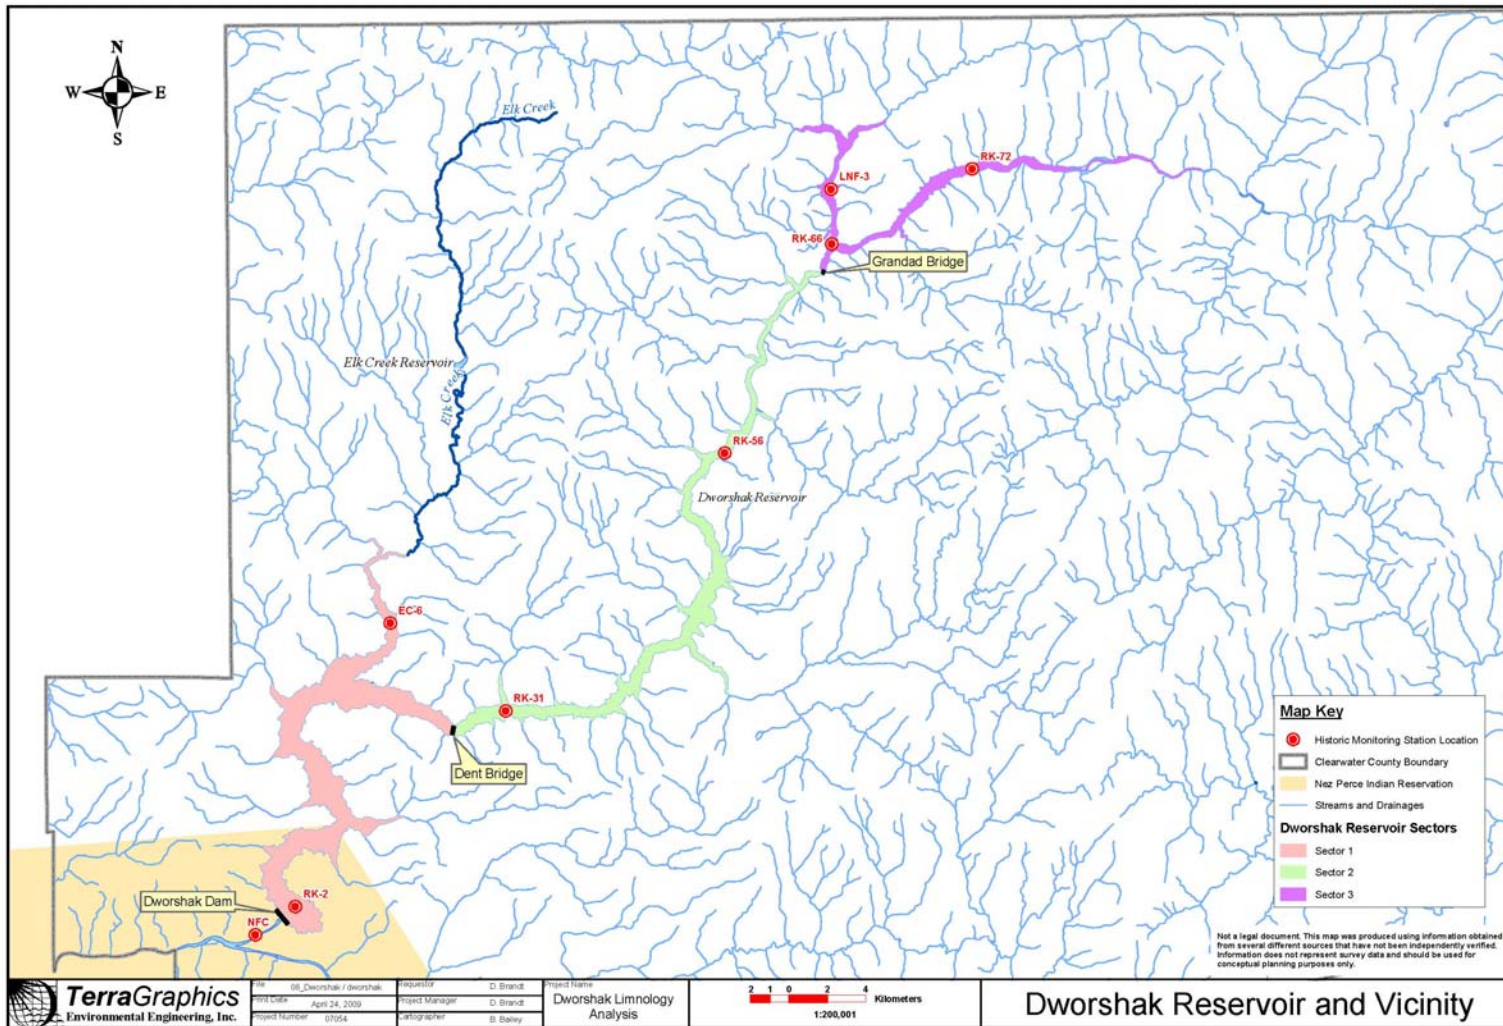 N
W E
S
Elk Creek
RK-72
LNF-3
RK-66
Grandad Bridge
Elk Creek Reservoir
Elk Creek
RK-56
Dworshak Reservoir
EC-6
RK-31
Dent Bridge
RK-2
Dworshak Dam
NFC
Map Key
Historic Monitoring Station Location
Clearwater County Boundary
Nez Perce Indian Reservation
Streams and Drainages
Dworshak Reservoir Sectors
Sector 1
Sector 2
Sector 3
Not a legal document. This map was produced using information obtained
from several different sources that have not been independently verified.
Information does not represent survey data and should be used for
conceptual planning purposes only.
TerraGraphics
Environmental Engineering, Inc.
File 08_Dworshak / dworshak
Print Date April 24, 2009
Project Number 07054
Requestor D. Brandt
Project Manager D. Brandt
Cartographer B. Bailey
Project Name
Dworshak Limnology
Analysis
2 1 0 2 4
Kilometers
1:200,001
Dworshak Reservoir and Vicinity